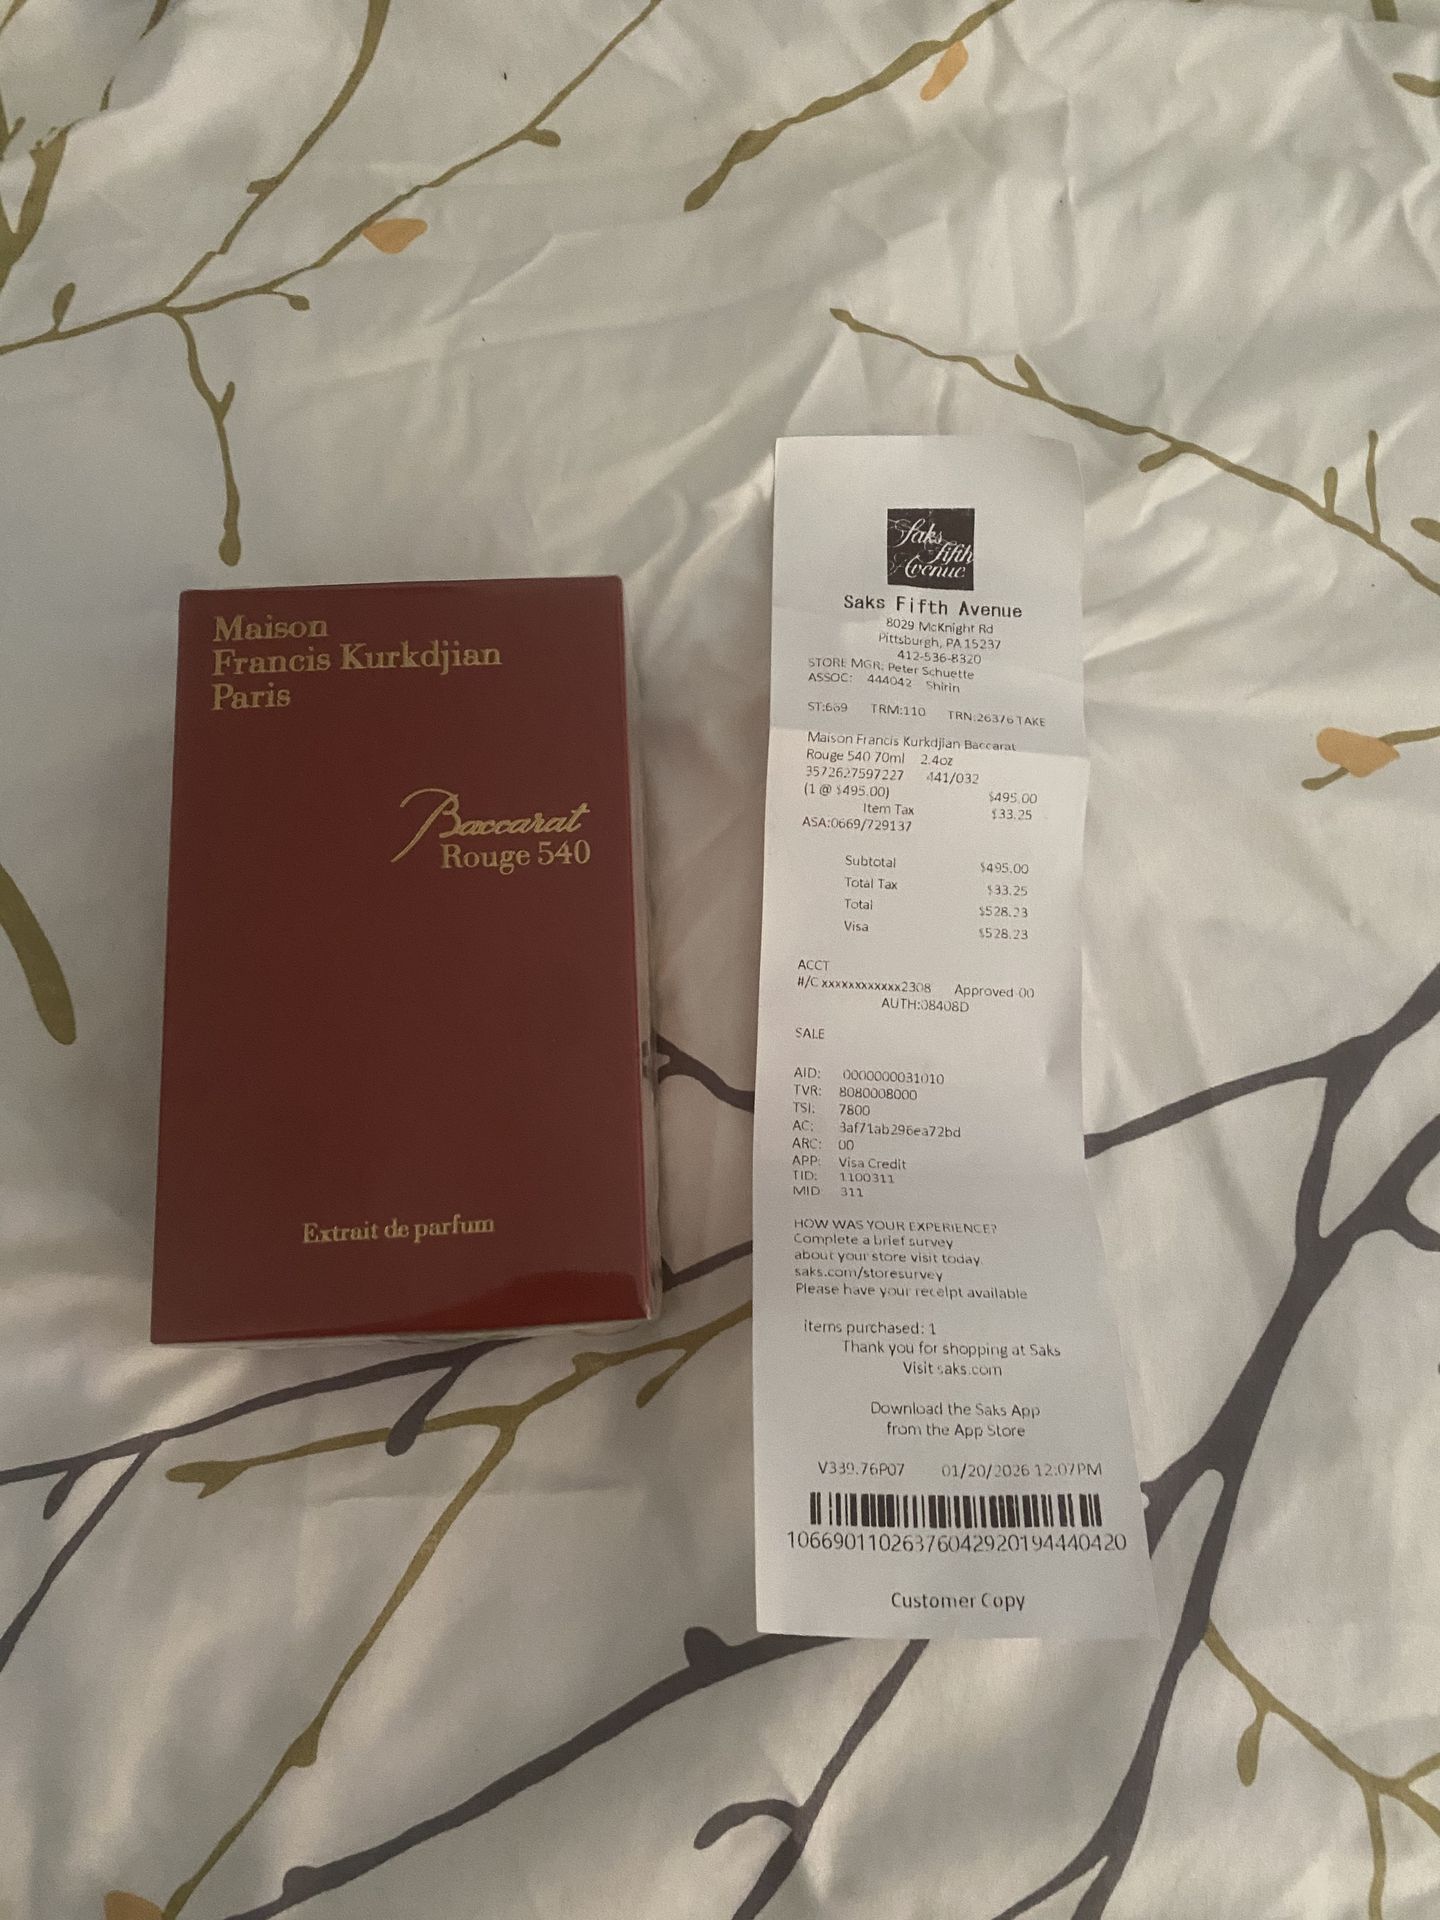 Maison
Francis Kurkdjian
Paris
Baccarat
Rouge 540
Extrait de parfum
Saks
Fifth
Avenue
Saks Fifth Avenue
8029 McKnight Rd
Pittsburgh, PA 15237
412-536-8320
STORE MGR: Peter Schuette
ASSOC: 444042 Shirin
ST:669 TRM:110 TRN:26376 TAKE
Maison Francis Kurkdjian Baccarat
Rouge 540 70ml 2.4oz
3572627597227 441/032
(1 @ $495.00) $495.00
Item Tax $33.25
ASA:0669/729137
Subtotal $495.00
Total Tax $33.25
Total $528.23
Visa $528.23
ACCT
#/C xxxxxxxxxxxx2308 Approved-00
AUTH:08408D
SALE
AID: 0000000031010
TVR: 8080008000
TSI: 7800
AC: 3af71ab296ea72bd
ARC: 00
APP: Visa Credit
TID: 1100311
MID: 311
HOW WAS YOUR EXPERIENCE?
Complete a brief survey
about your store visit today
saks.com/storesurvey
Please have your receipt available
items purchased: 1
Thank you for shopping at Saks
Visit saks.com
Download the Saks App
from the App Store
V339.76P07 01/20/2026 12:07PM
1066901102637604292019444042​0
Customer Copy